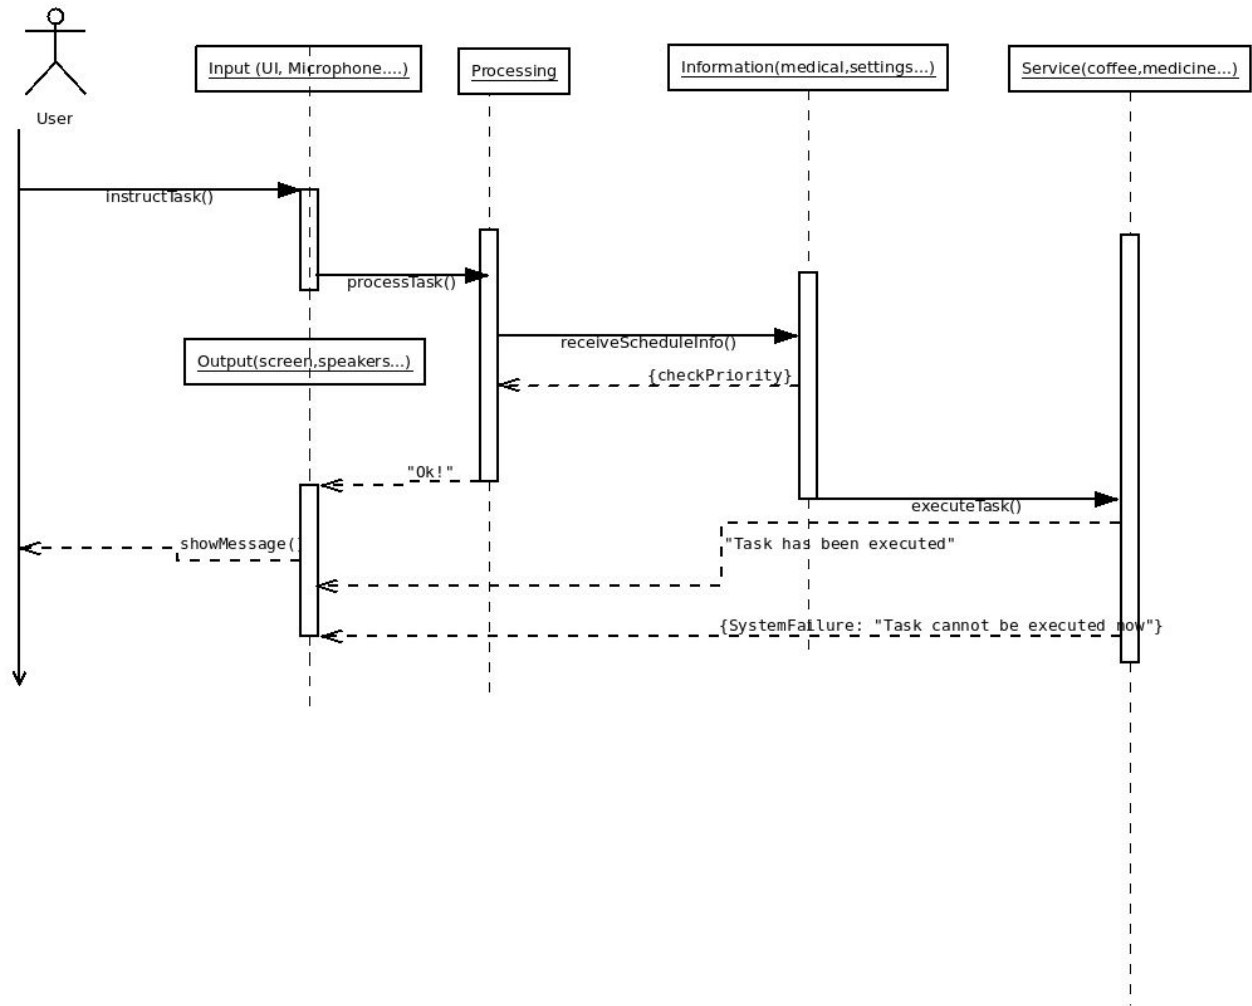 Input (UI, Microphone....)
Processing
Information(medical,settings...)
Service(coffee,medicine...)
User
instructTask()
processTask()
receiveScheduleInfo()
Output(screen,speakers...)
{checkPriority}
"Ok!"
executeTask()
showMessage()
"Task has been executed"
{SystemFailure: "Task cannot be executed now"}